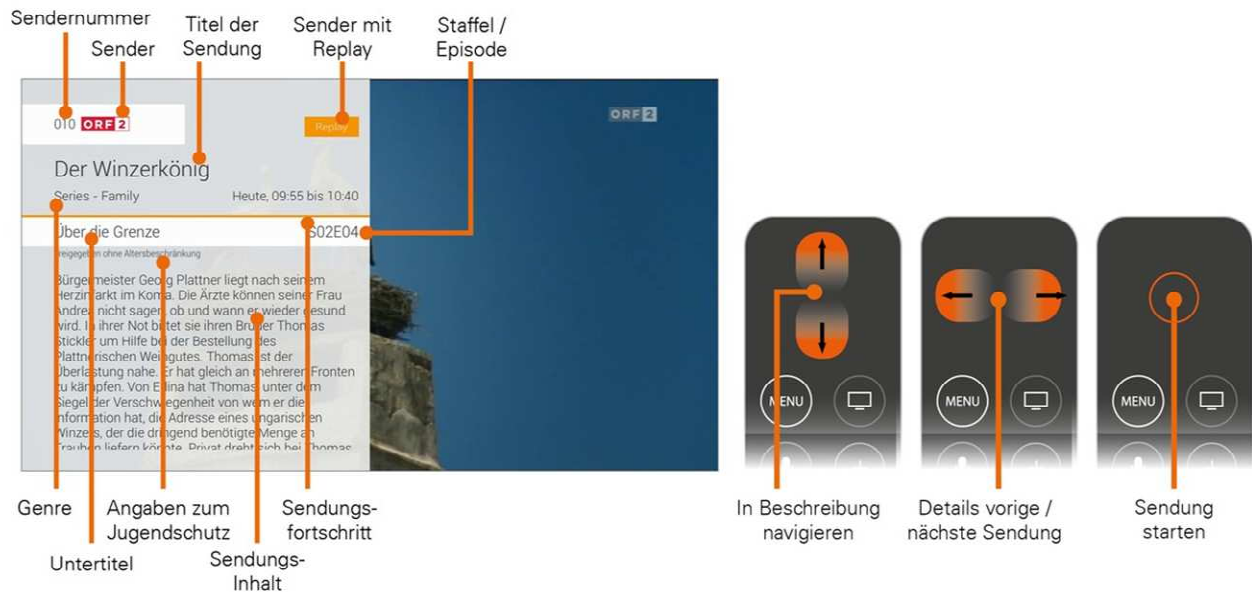 Sendernummer
Sender
Titel der
Sendung
Sender mit
Replay
Staffel /
Episode
010 ORF 2
Replay
Der Winzerkönig
Series - Family
Heute, 09:55 bis 10:40
Über die Grenze
S02E04
freigegeben ohne Altersbeschränkung
Bürgermeister Georg Plattner liegt nach seinem
Herzinfarkt im Koma. Die Ärzte können seiner Frau
Andrea nicht sagen, ob und wann er wieder gesund
wird. In ihrer Not bittet sie ihren Bruder Thomas
Stickler um Hilfe bei der Bestellung des
Plattnerischen Weingutes. Thomas ist der
Überlastung nahe. Er hat gleich an mehreren Fronten
zu kämpfen. Von Edina hat Thomas, unter dem
Siegel der Verschwiegenheit von wem er die
Information hat, die Adresse eines ungarischen
Winzers, der die dringend benötigte Menge an
Trauben liefern könnte. Privat dreht sich bei Thomas
ORF 2
Genre
Untertitel
Angaben zum
Jugendschutz
Sendungs-
Inhalt
Sendungs-
fortschritt
MENU
MENU
MENU
In Beschreibung
navigieren
Details vorige /
nächste Sendung
Sendung
starten